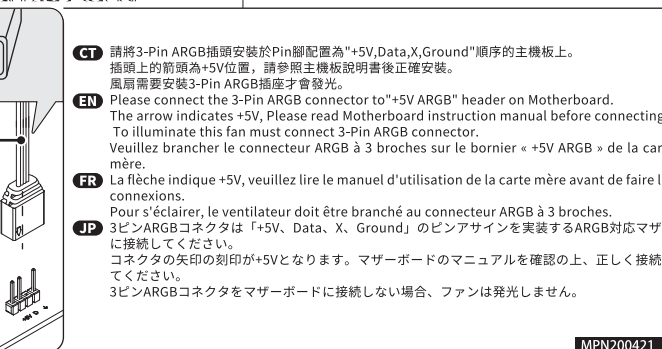 CT 請將3-Pin ARGB插頭安裝於Pin腳配置為"+5V,Data,X,Ground"順序的主機板上。
插頭上的箭頭為+5V位置，請參照主機板說明書後正確安裝。
風扇需要安裝3-Pin ARGB插座才會發光。
EN Please connect the 3-Pin ARGB connector to"+5V ARGB" header on Motherboard.
The arrow indicates +5V, Please read Motherboard instruction manual before connecting
To illuminate this fan must connect 3-Pin ARGB connector.
Veuillez brancher le connecteur ARGB à 3 broches sur le bornier « +5V ARGB » de la car
mère.
FR La flèche indique +5V, veuillez lire le manuel d'utilisation de la carte mère avant de faire l
connexions.
Pour s'éclairer, le ventilateur doit être branché au connecteur ARGB à 3 broches.
JP 3ピンARGBコネクタは「+5V、Data、X、Ground」のピンアサインを実装するARGB対応マザ
に接続してください。
コネクタの矢印の刻印が+5Vとなります。マザーボードのマニュアルを確認の上、正しく接続
てください。
3ピンARGBコネクタをマザーボードに接続しない場合、ファンは発光しません。
+5V D
MPN200421